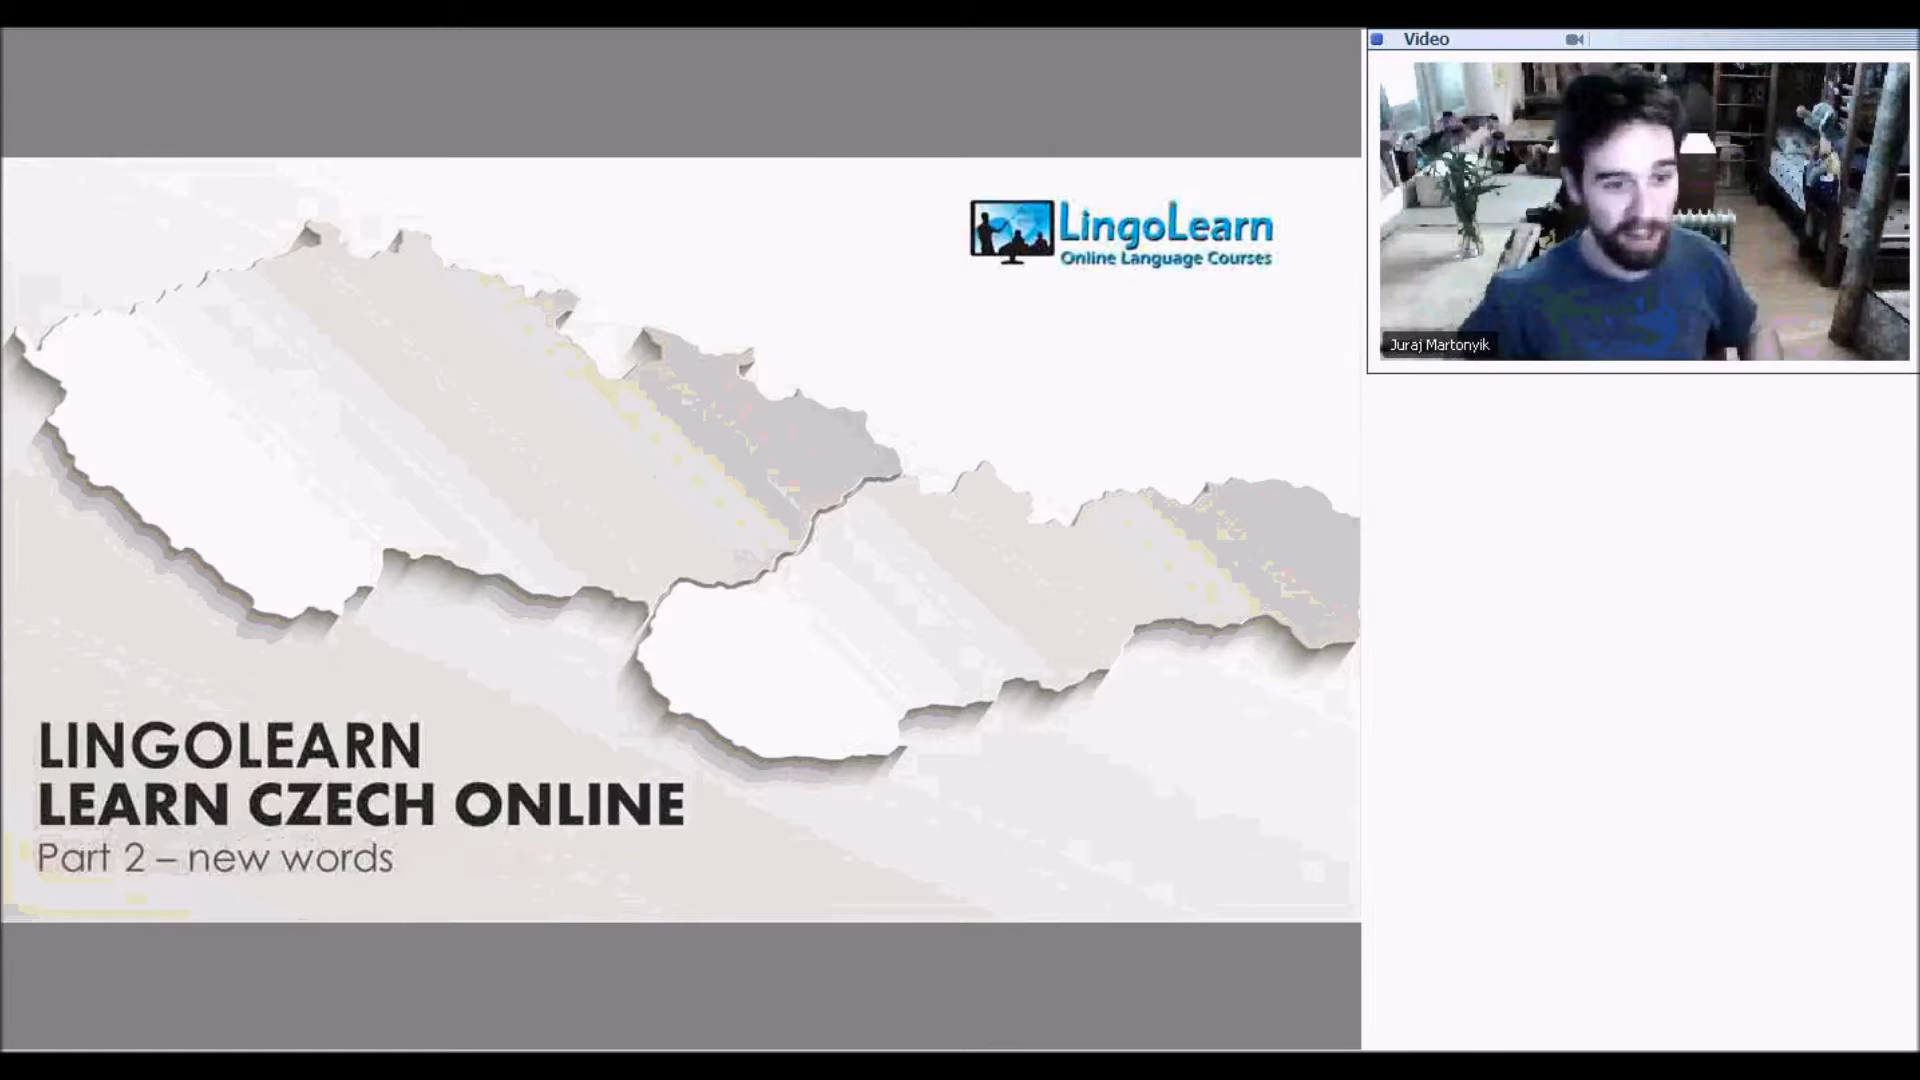 Video
LingoLearn
Online Language Courses
Juraj Martonyik
LINGOLEARN
LEARN CZECH ONLINE
Part 2 – new words